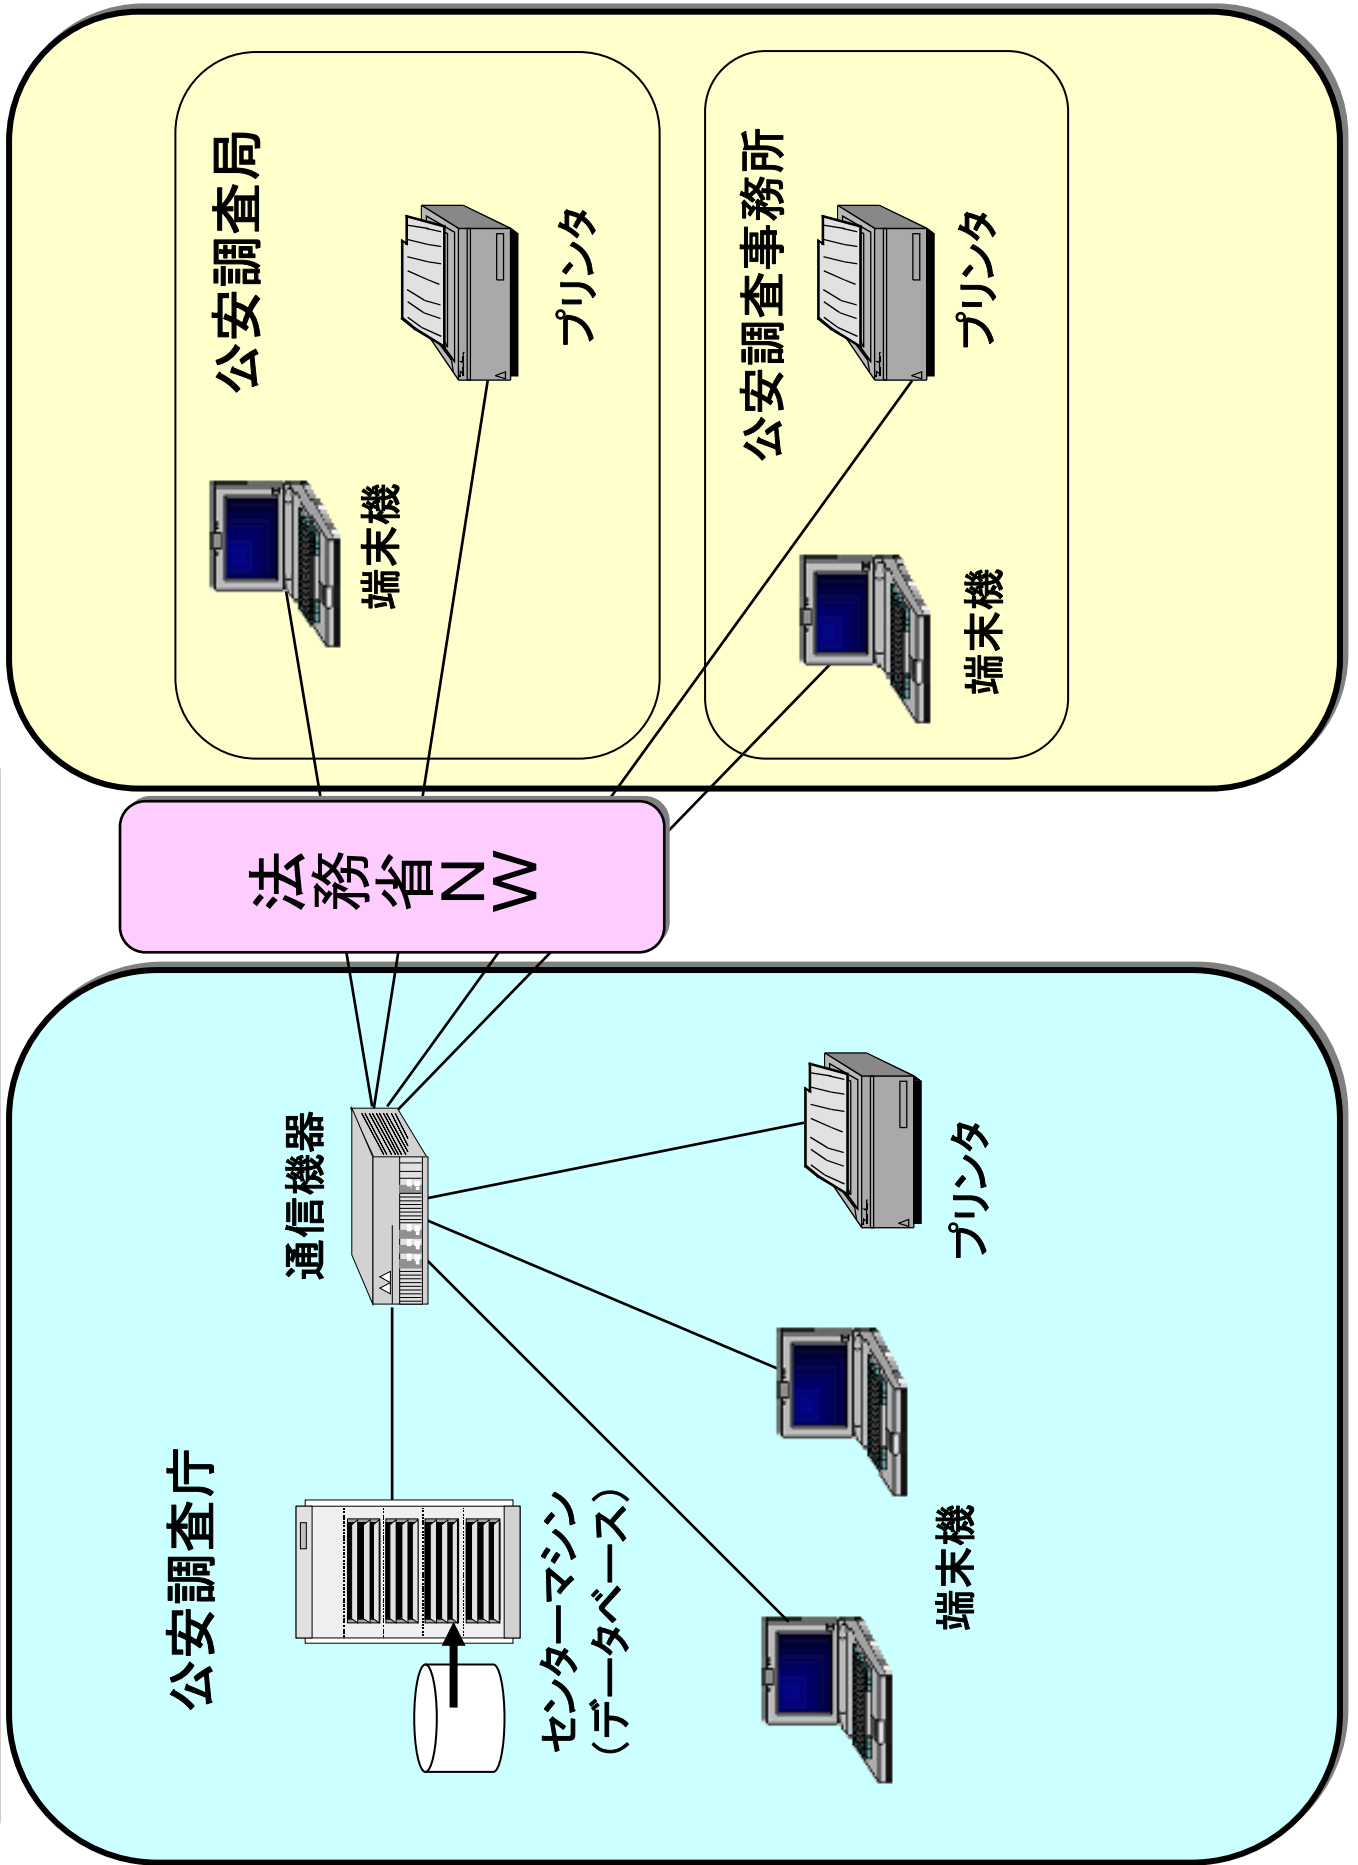 公安調査庁
通信機器
センターマシン
（データベース）
端末機
プリンタ
法務省NW
公安調査局
端末機
プリンタ
公安調査事務所
端末機
プリンタ